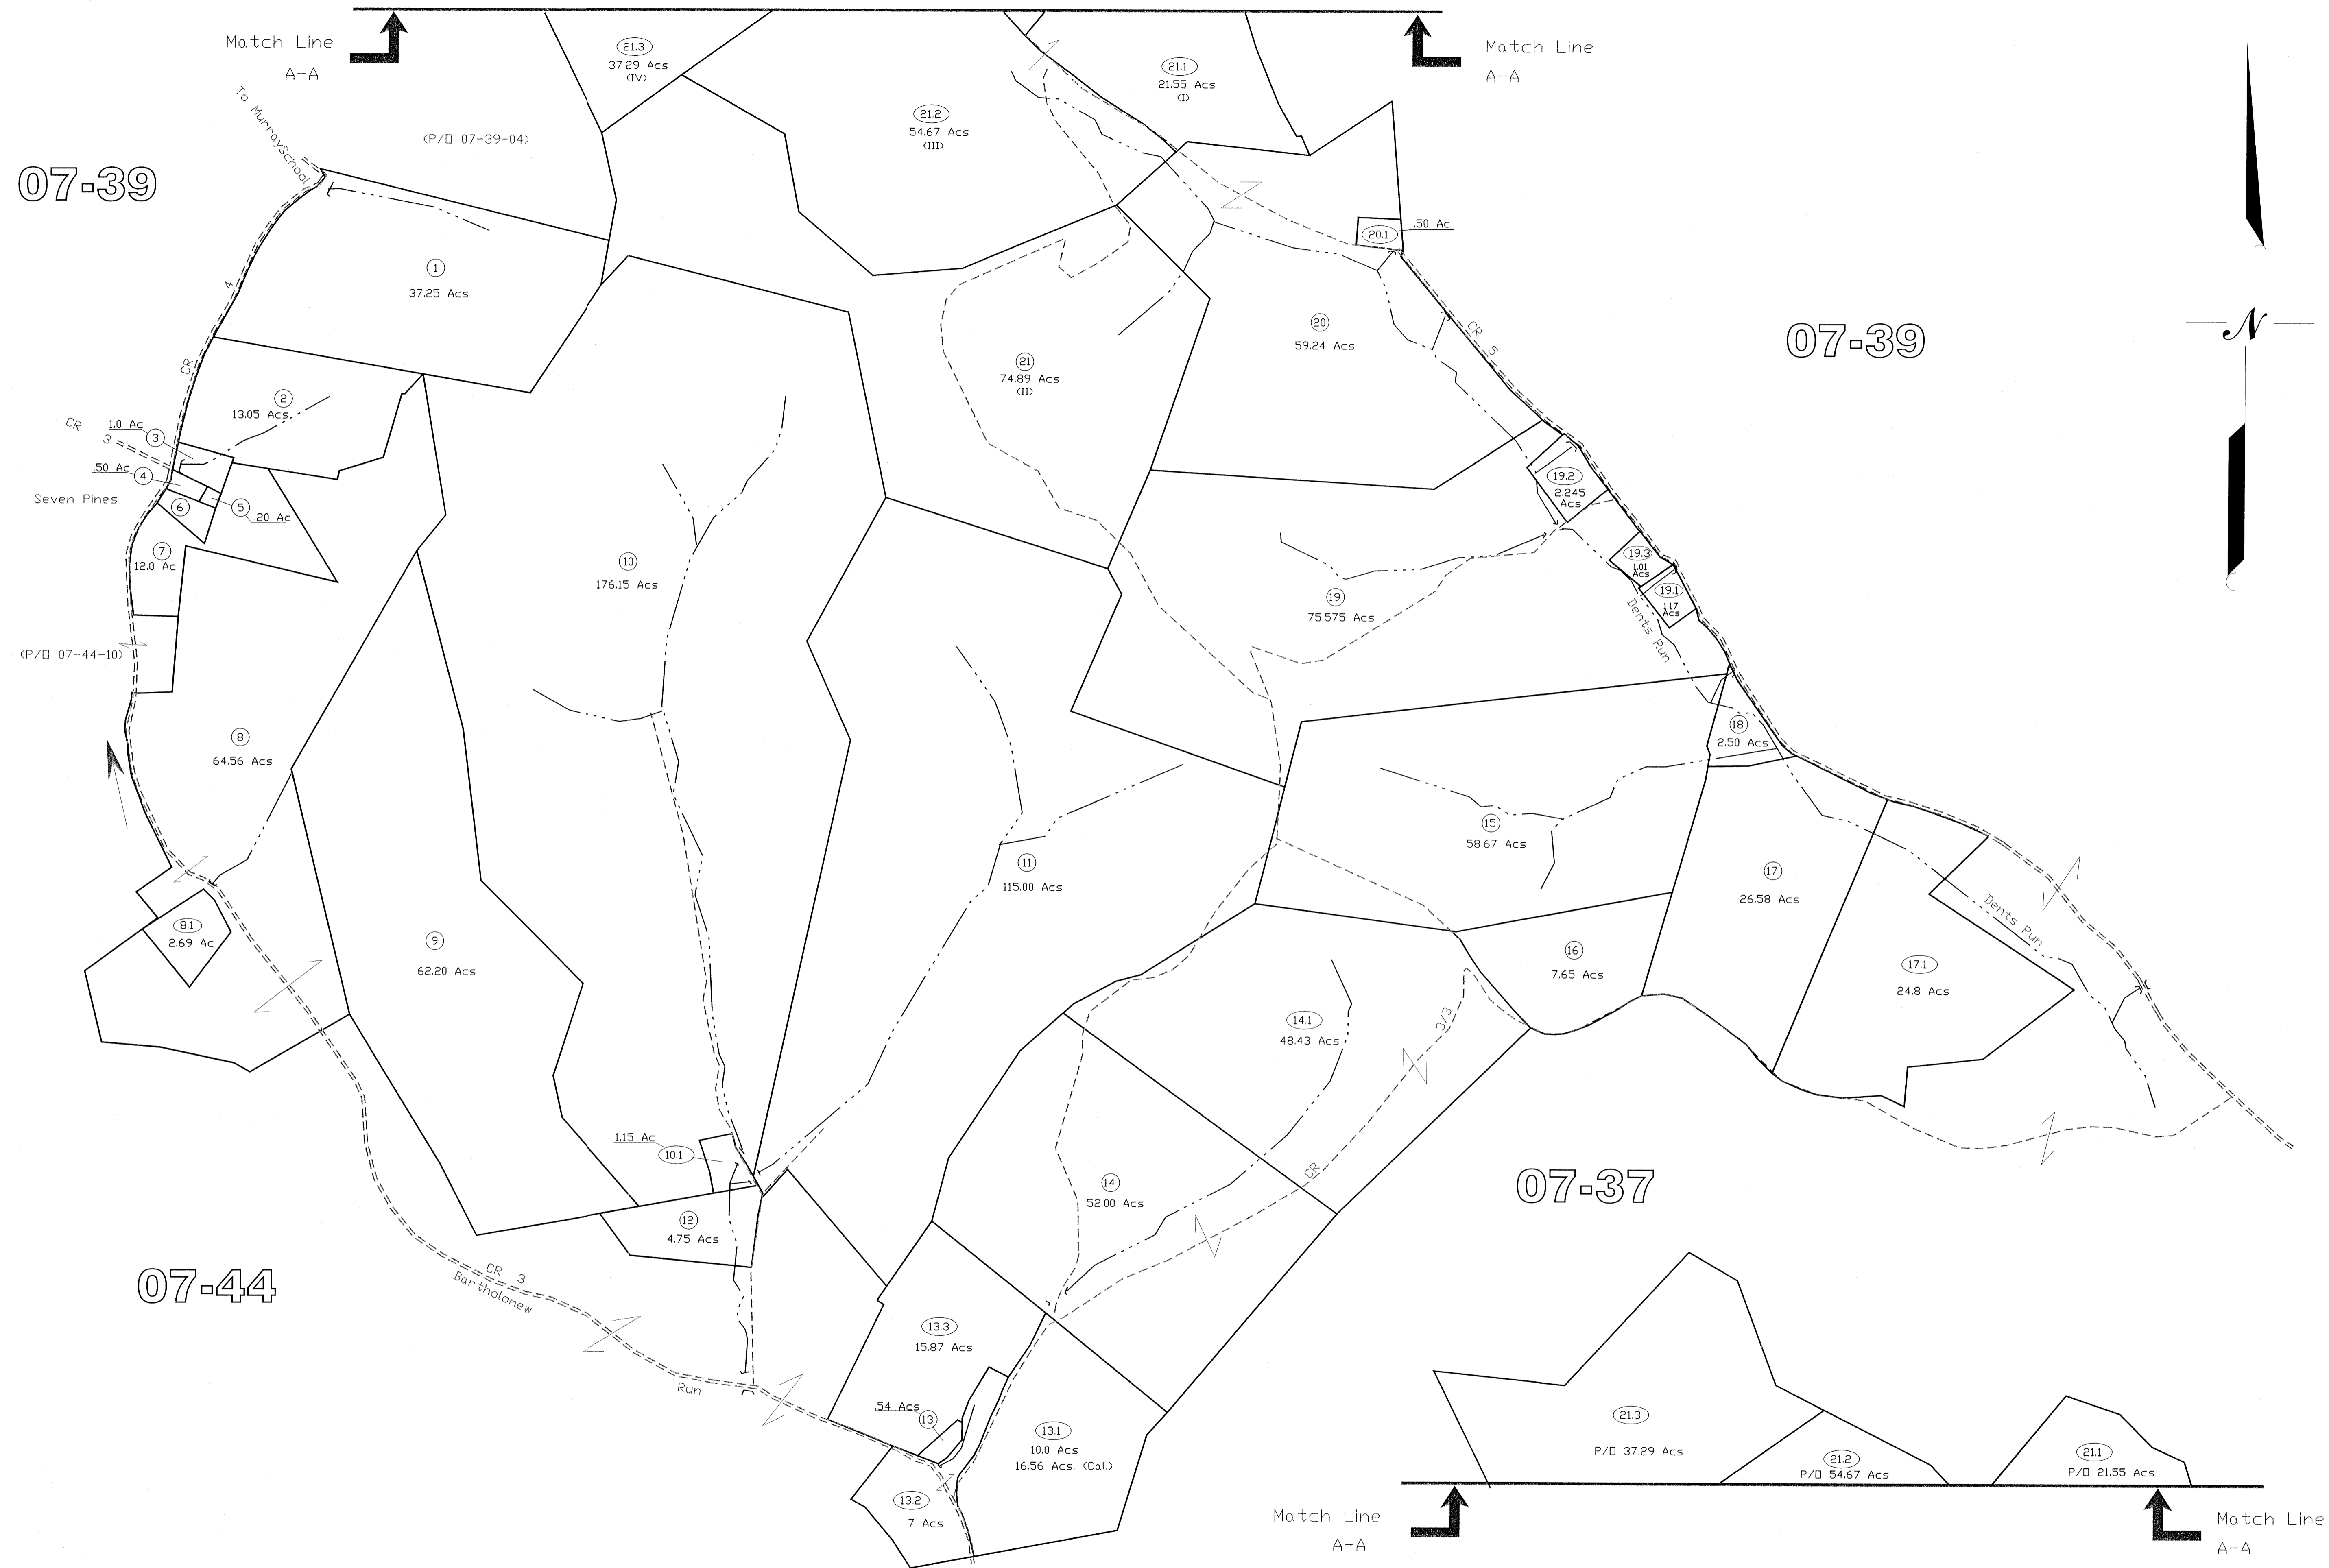 Match Line
A-A
21.3
37.29 Acs
(IV)
21.1
21.55 Acs
(I)
Match Line
A-A
To MurraySchool
(P/O 07-39-04)
21.2
54.67 Acs
(III)
07-39
20.1
.50 Ac
1
37.25 Acs
CR 4
20
59.24 Acs
CR 5
07-39
N
21
74.89 Acs
(II)
2
13.05 Acs
1.0 Ac
3
CR 3
.50 Ac
4
Seven Pines
5
.20 Ac
6
7
12.0 Ac
19.2
2.245
Acs
19.3
1.01
Acs
19.1
1.17
Acs
10
176.15 Acs
19
75.575 Acs
Dents Run
(P/O 07-44-10)
8
64.56 Acs
18
2.50 Acs
15
58.67 Acs
11
115.00 Acs
17
26.58 Acs
8.1
2.69 Ac
9
62.20 Acs
16
7.65 Acs
Dents Run
17.1
24.8 Acs
14.1
48.43 Acs
CR 3/3
1.15 Ac
10.1
14
52.00 Acs
07-37
12
4.75 Acs
07-44
CR 3
Bartholomew
Run
13.3
15.87 Acs
.54 Acs
13
13.1
10.0 Acs
16.56 Acs. (Cal.)
13.2
7 Acs
21.3
P/O 37.29 Acs
21.2
P/O 54.67 Acs
21.1
P/O 21.55 Acs
Match Line
A-A
Match Line
A-A